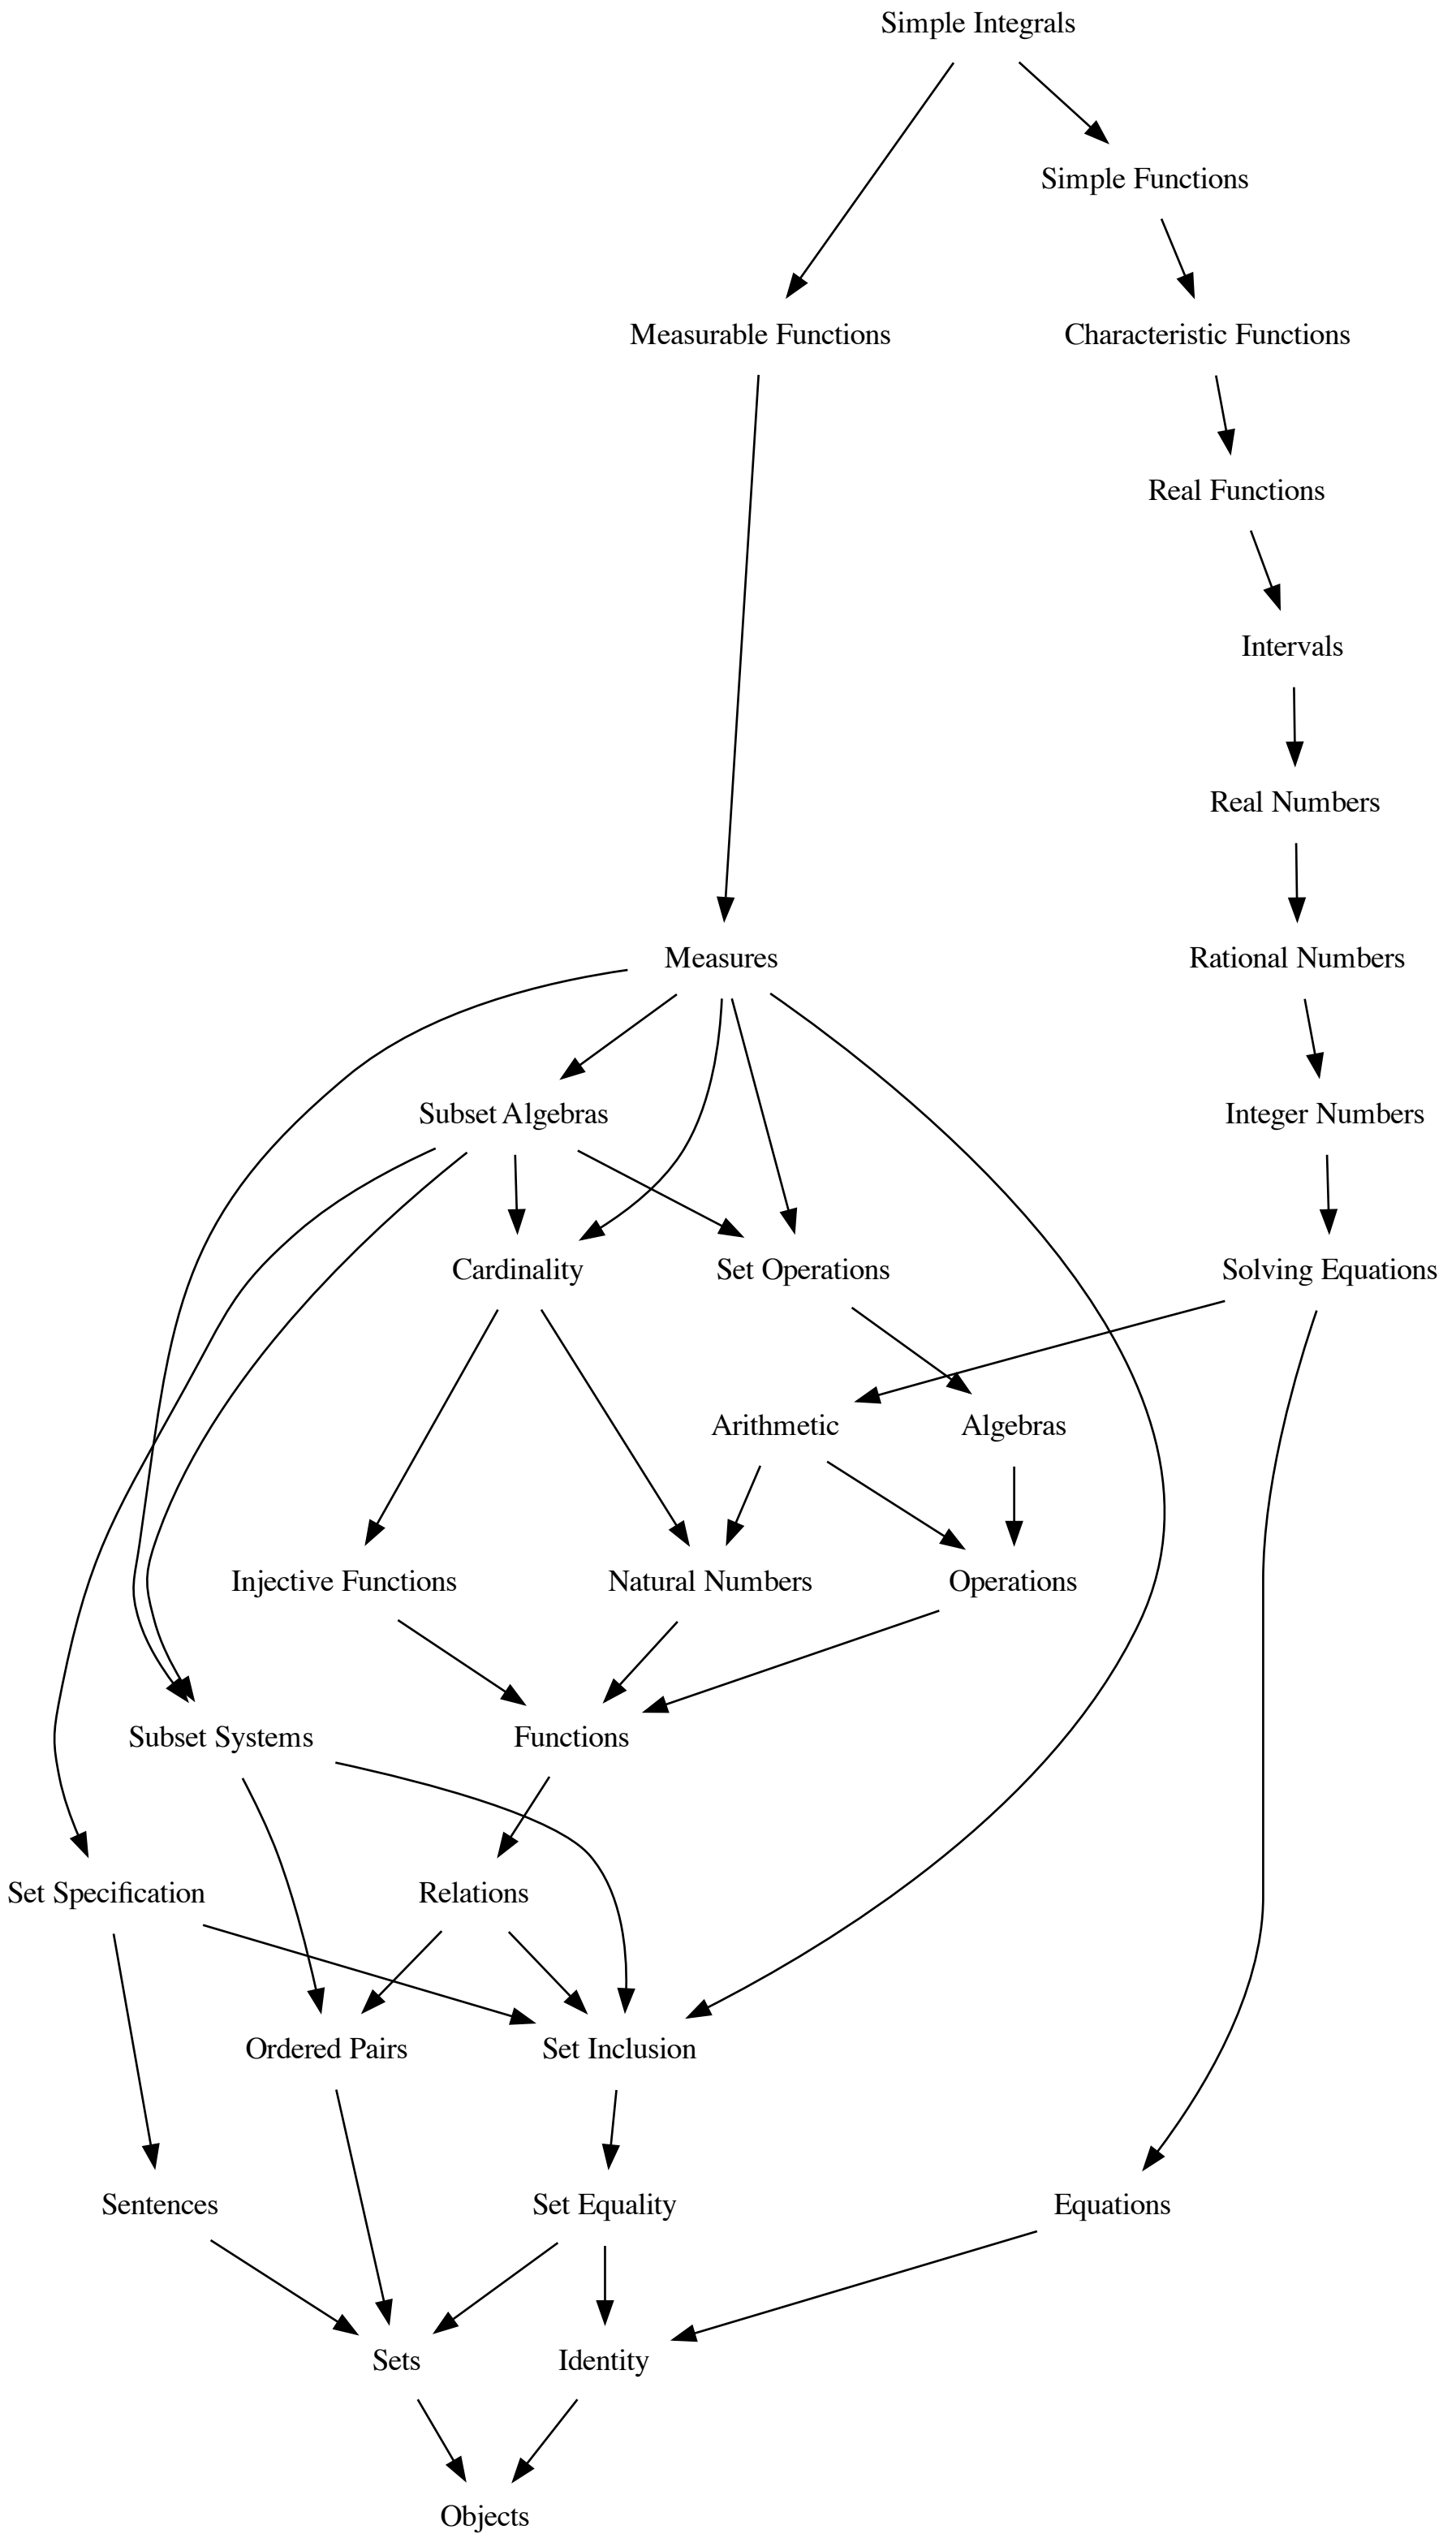 Simple Integrals
Simple Functions
Measurable Functions
Characteristic Functions
Real Functions
Intervals
Real Numbers
Measures
Rational Numbers
Subset Algebras
Integer Numbers
Cardinality
Set Operations
Solving Equations
Arithmetic
Algebras
Injective Functions
Natural Numbers
Operations
Subset Systems
Functions
Set Specification
Relations
Ordered Pairs
Set Inclusion
Sentences
Set Equality
Equations
Sets
Identity
Objects